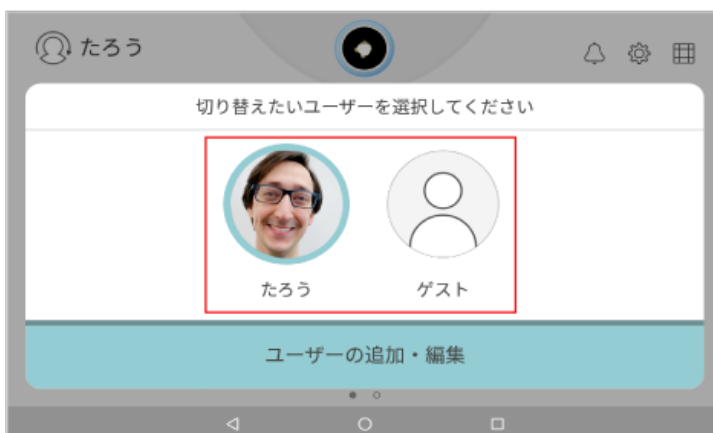 たろう
切り替えたいユーザーを選択してください
たろう
ゲスト
ユーザーの追加・編集